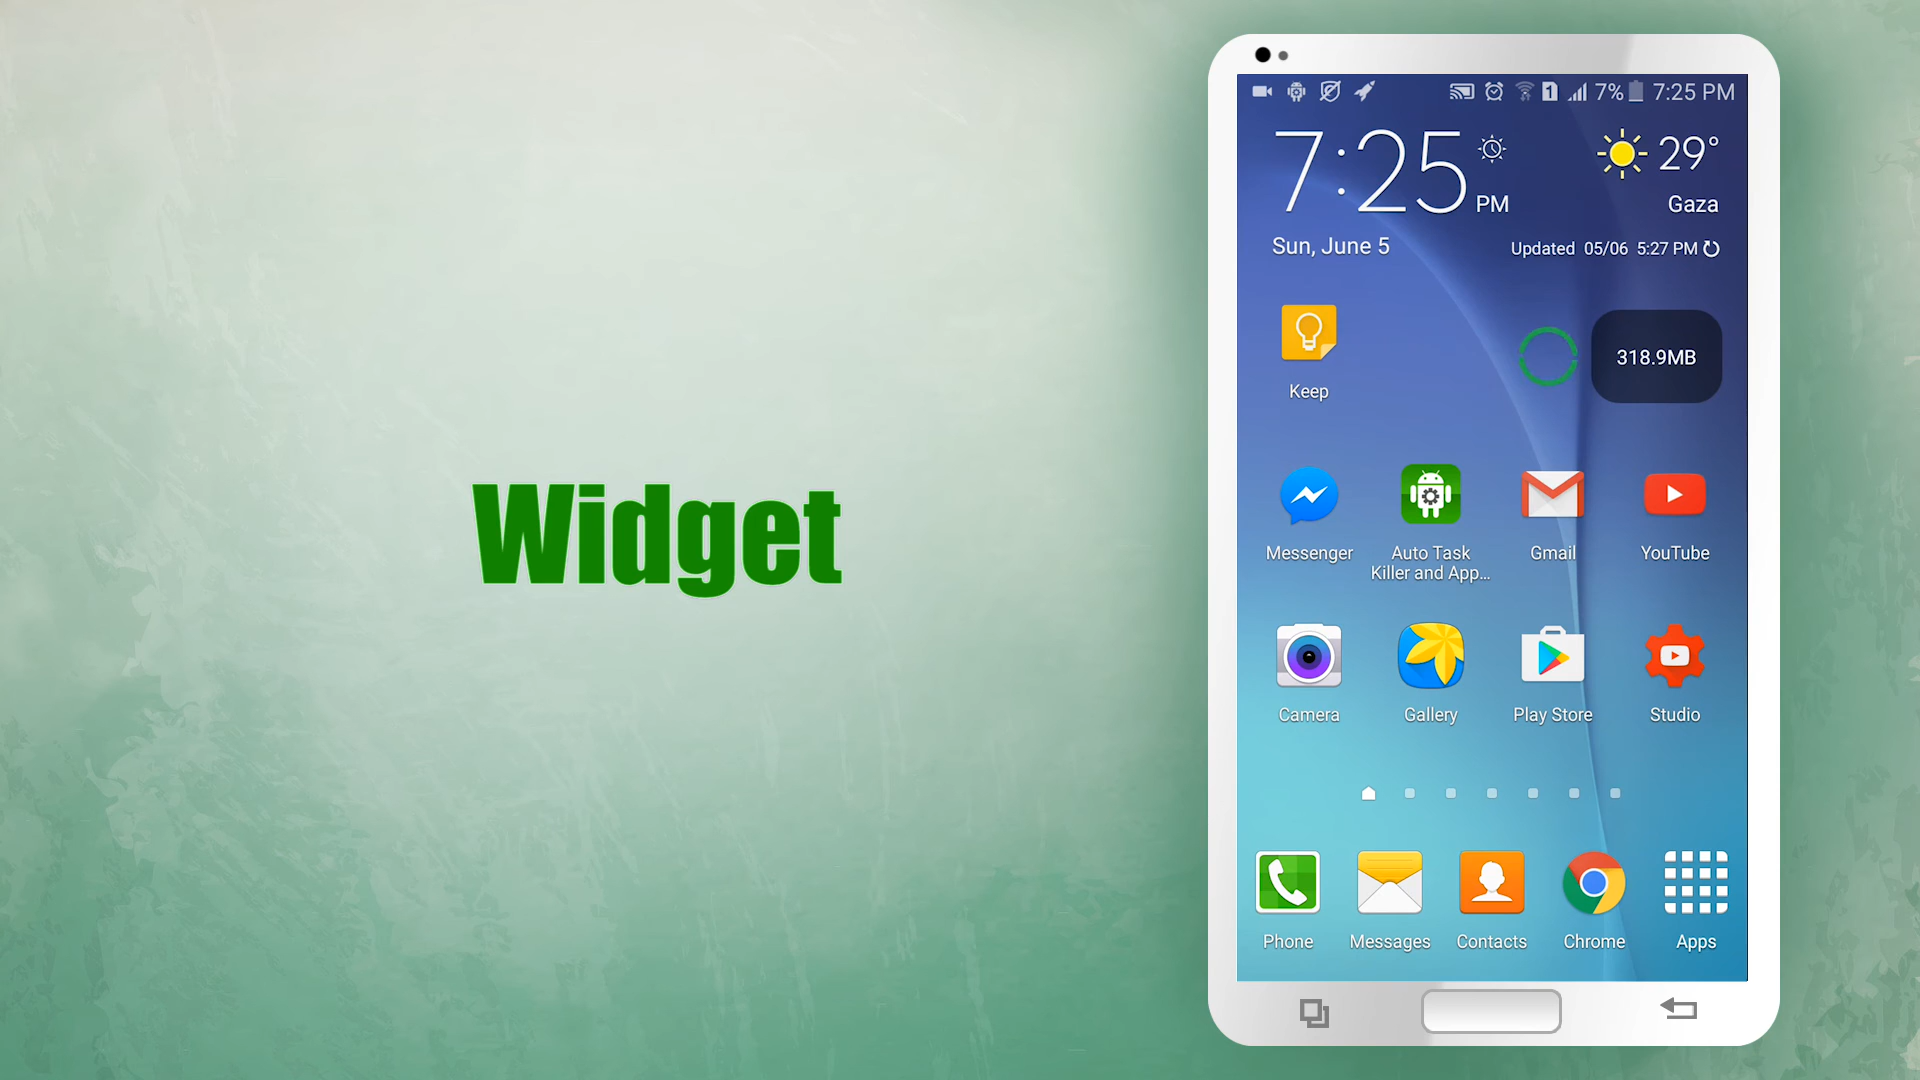 Widget
1 7% 7:25 PM
7:25 PM
29°
Gaza
Sun, June 5
Updated 05/06 5:27 PM
Keep
318.9MB
Messenger
Auto Task
Killer and App...
Gmail
YouTube
Camera
Gallery
Play Store
Studio
Phone
Messages
Contacts
Chrome
Apps